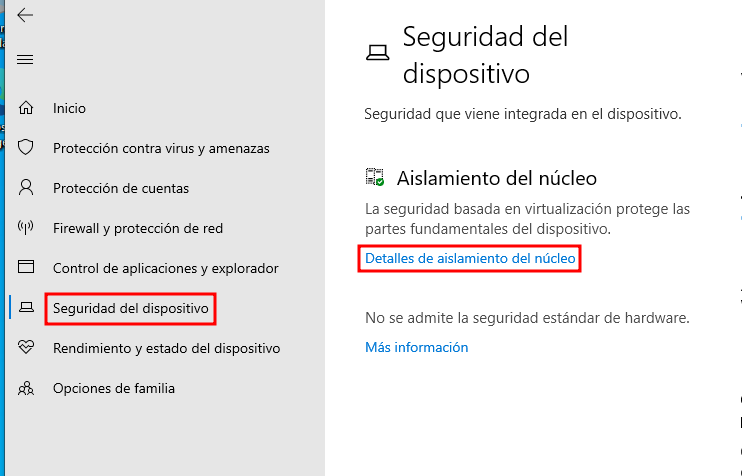 Inicio
Protección contra virus y amenazas
Protección de cuentas
Firewall y protección de red
Control de aplicaciones y explorador
Seguridad del dispositivo
Rendimiento y estado del dispositivo
Opciones de familia
Seguridad del
dispositivo
Seguridad que viene integrada en el dispositivo.
Aislamiento del núcleo
La seguridad basada en virtualización protege las
partes fundamentales del dispositivo.
Detalles de aislamiento del núcleo
No se admite la seguridad estándar de hardware.
Más información